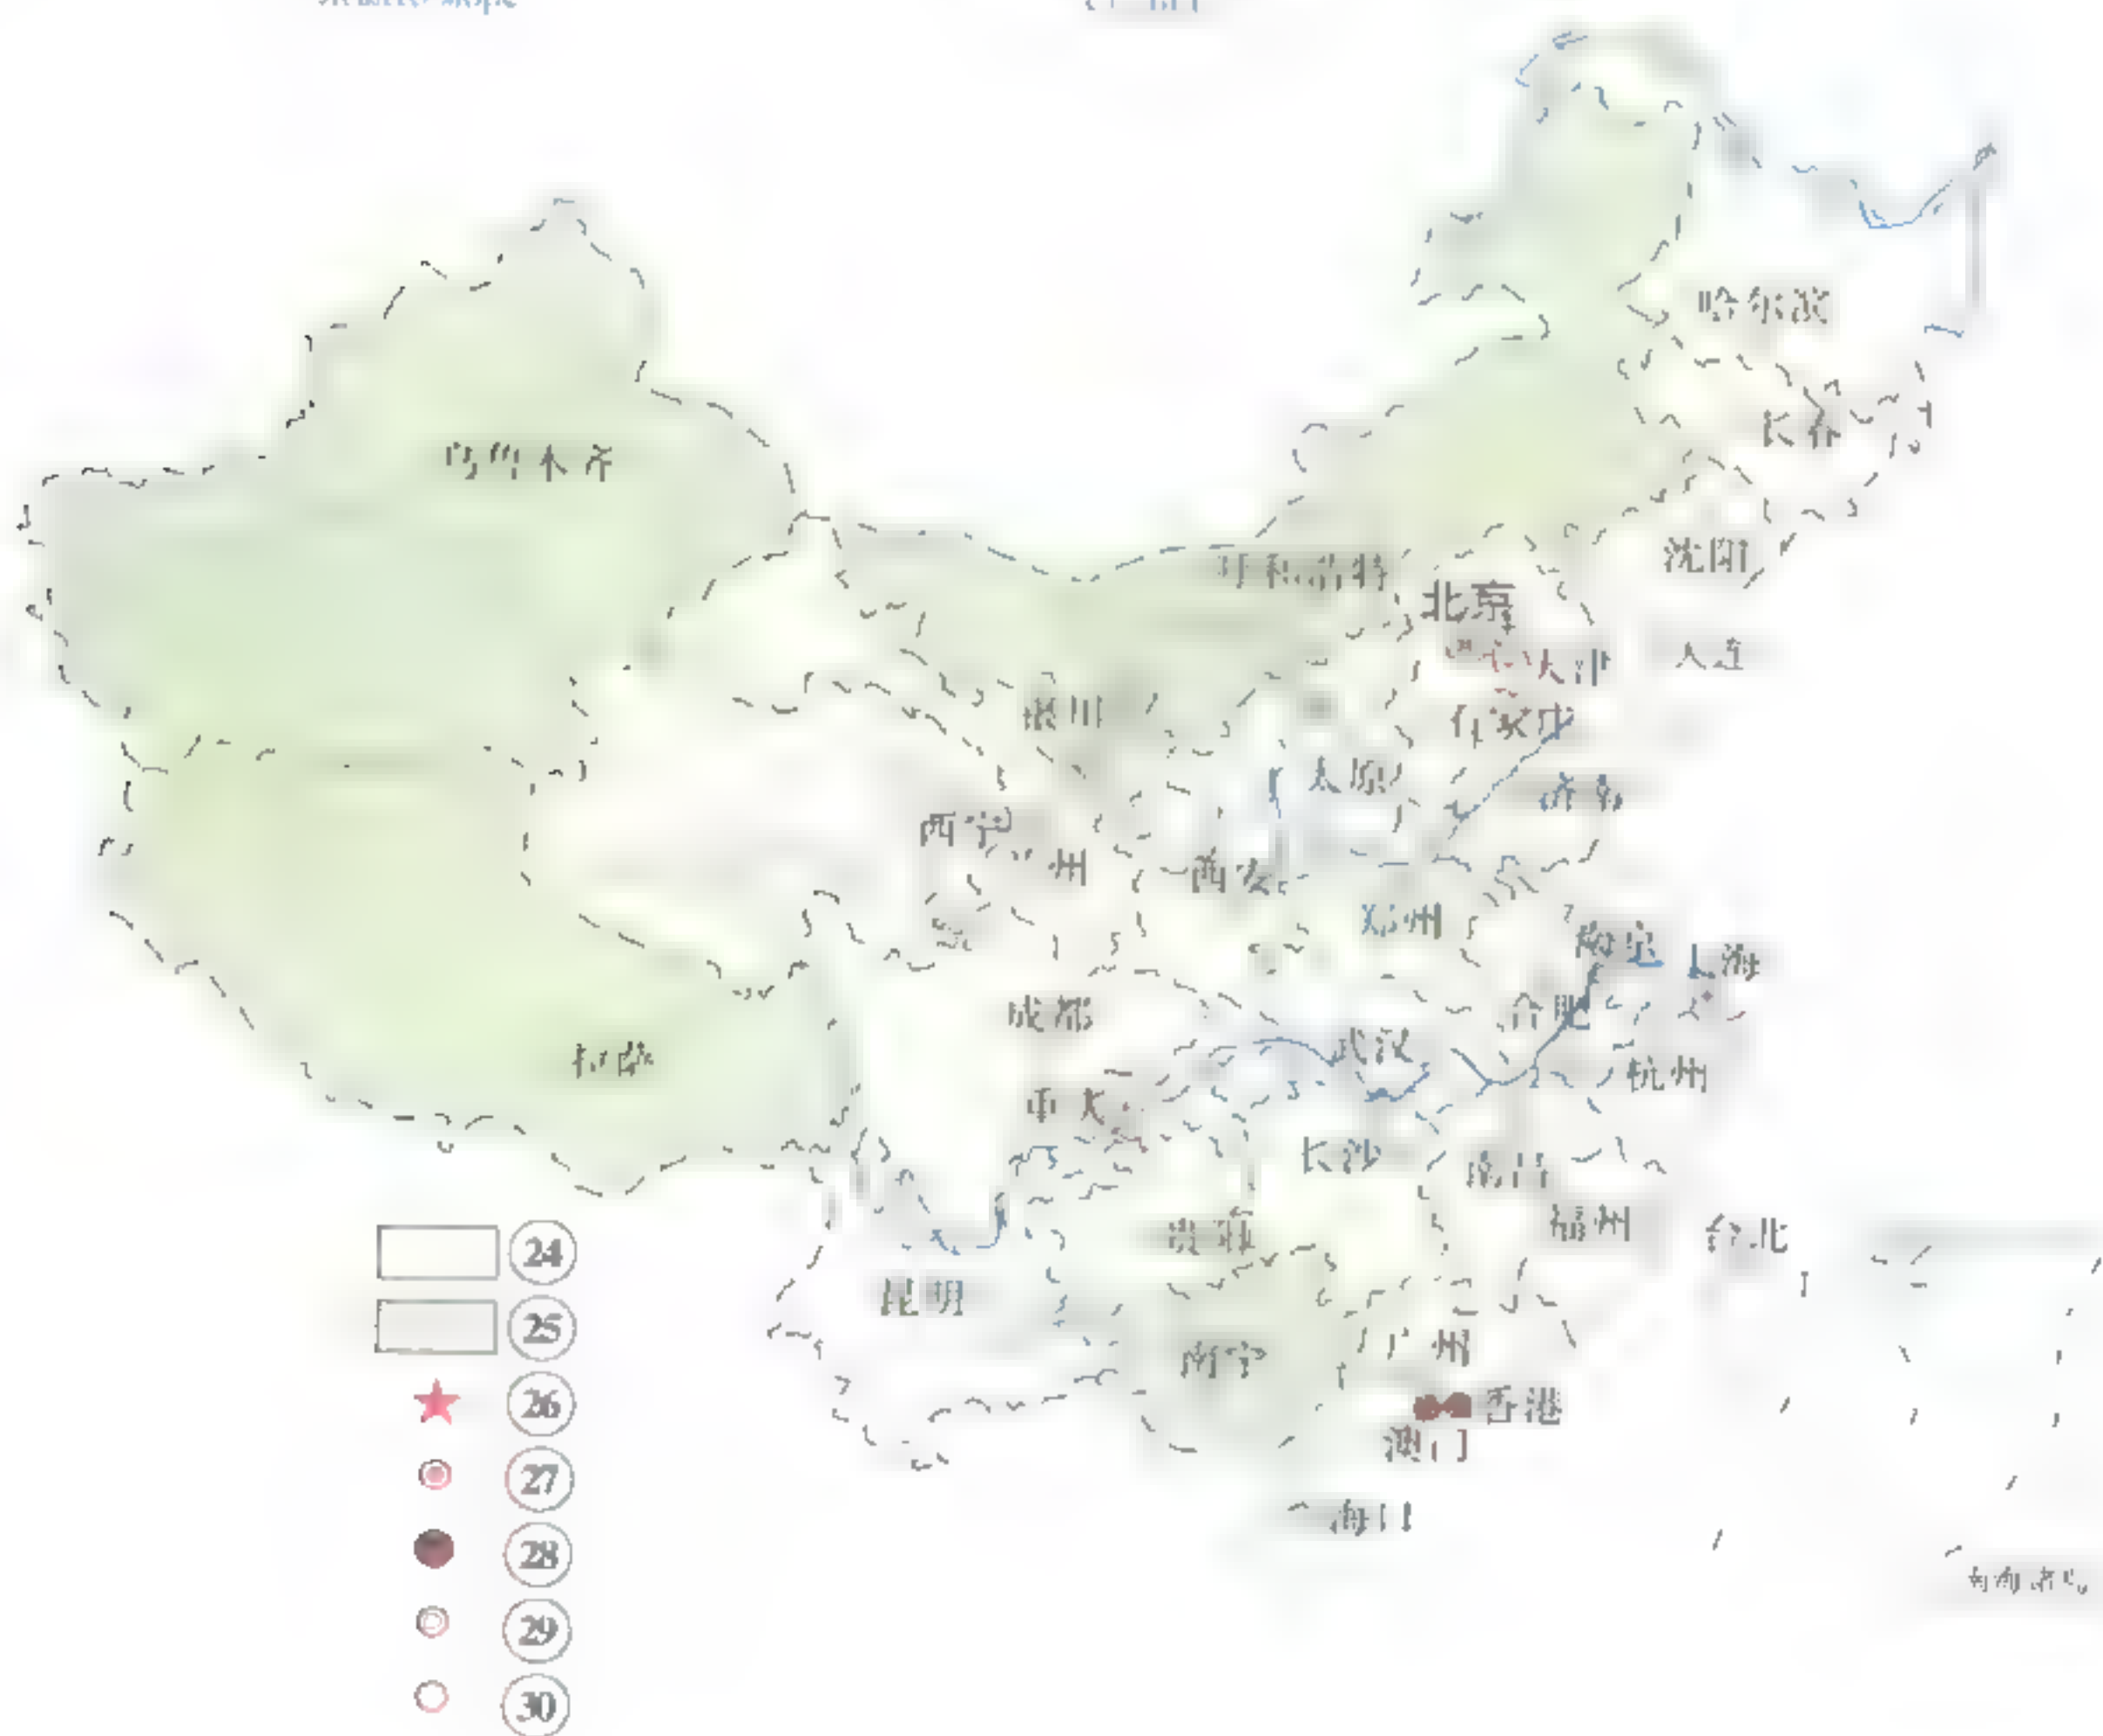 哈尔滨
长春
乌鲁木齐
沈阳
呼和浩特
北京
大连
天津
银川
石家庄
太原
济南
西宁
州
西安
郑州
南京
上海
成都
合肥
武汉
拉萨
杭州
重庆
长沙
南昌
贵阳
福州
台北
24
昆明
25
广州
南宁
26
香港
澳门
27
海口
28
南海诸岛
29
30